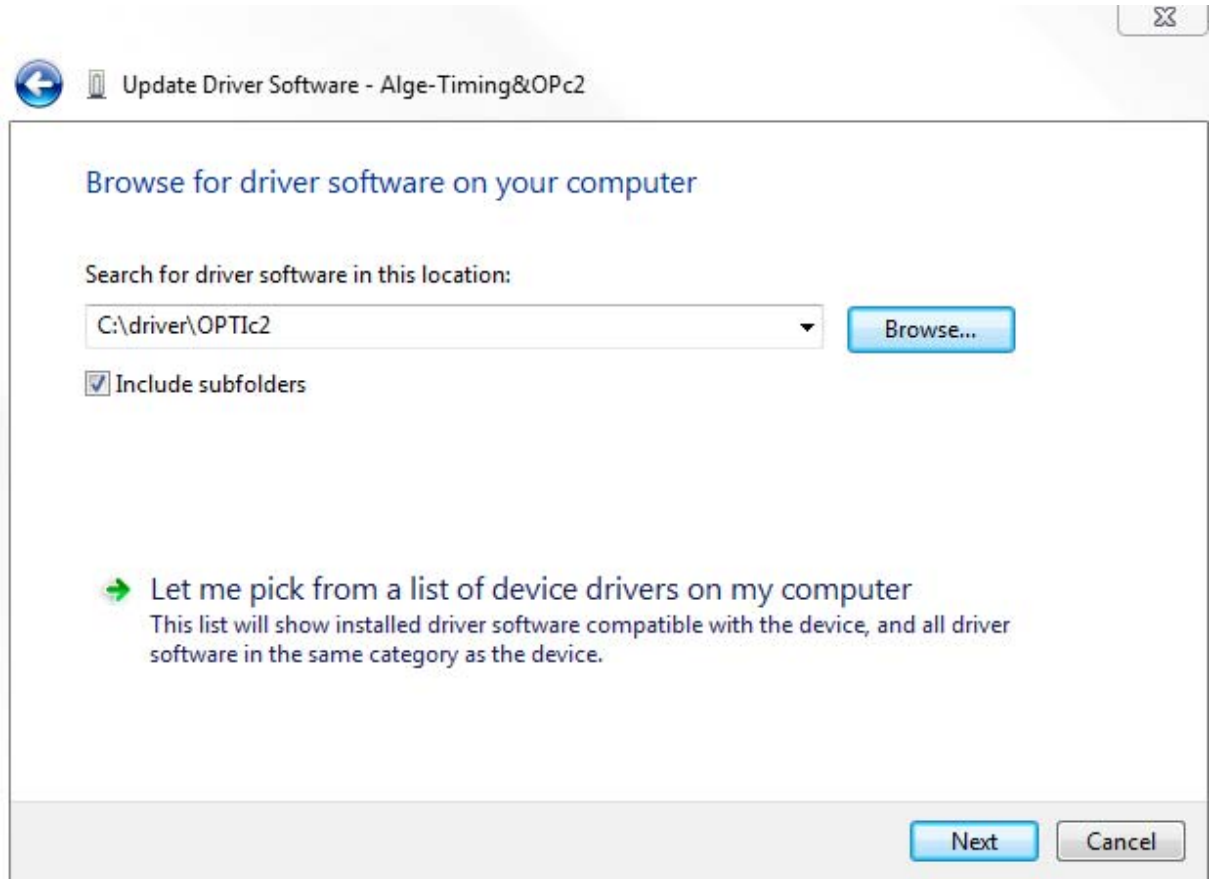 Update Driver Software - Alge-Timing&OPc2
Browse for driver software on your computer
Search for driver software in this location:
C:\driver\OPTIc2
Browse...
Include subfolders
Let me pick from a list of device drivers on my computer
This list will show installed driver software compatible with the device, and all driver
software in the same category as the device.
Next
Cancel